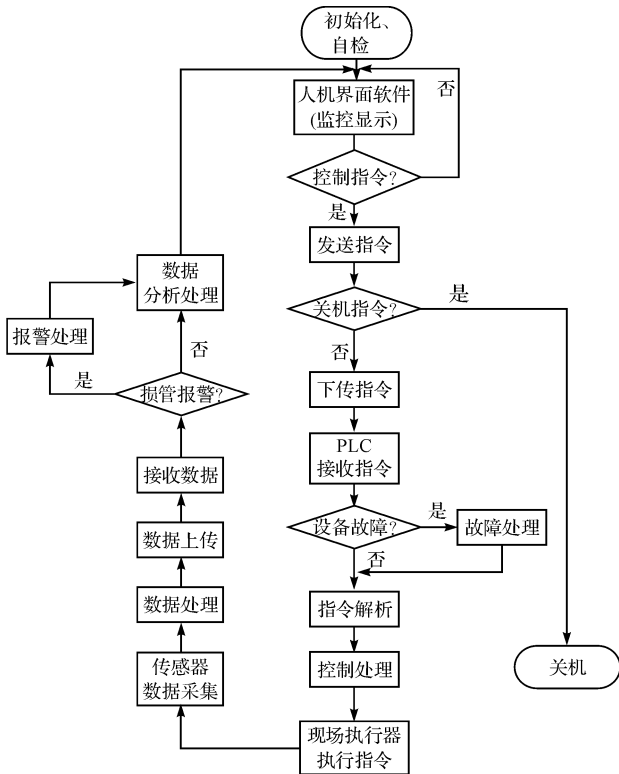 初始化、
自检
人机界面软件
(监控显示)
否
控制指令?
是
发送指令
关机指令?
是
否
下传指令
PLC
接收指令
设备故障?
是
故障处理
否
指令解析
控制处理
现场执行器
执行指令
关机
传感器
数据采集
数据处理
数据上传
接收数据
损管报警?
是
否
报警处理
数据
分析处理